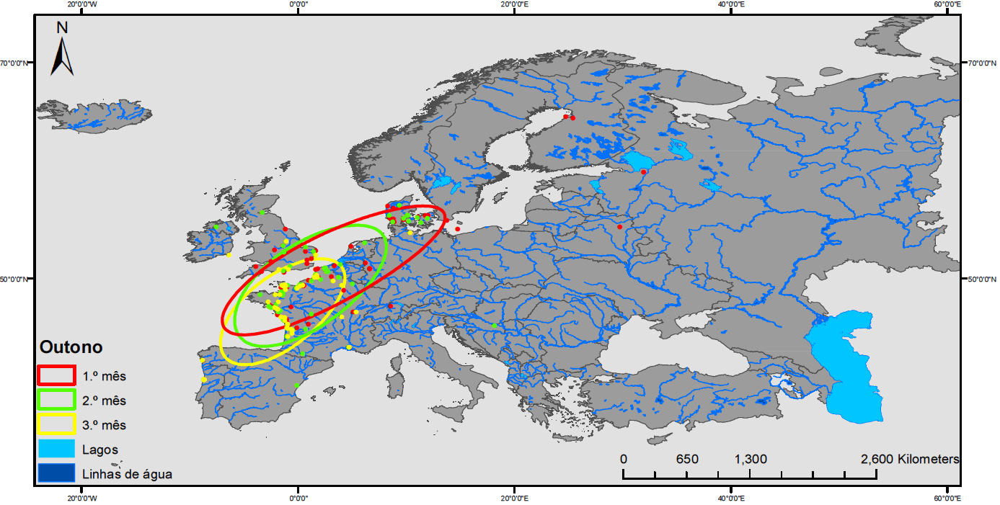 20°0'0"W 0°0'0" 20°0'0"E 40°0'0"E 60°0'0"E
N
70°0'0"N 70°0'0"N
50°0'0"N 50°0'0"N
Outono
1.º mês
2.º mês
3.º mês
Lagos
Linhas de água
0 650 1,300 2,600 Kilometers
20°0'0"W 0°0'0" 20°0'0"E 40°0'0"E 60°0'0"E